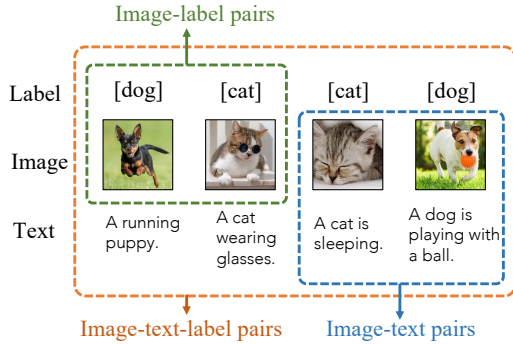 Image-label pairs
Label [dog] [cat] [cat] [dog]
Image
Text
A running
puppy.
A cat
wearing
glasses.
A cat is
sleeping.
A dog is
playing with
a ball.
Image-text-label pairs
Image-text pairs